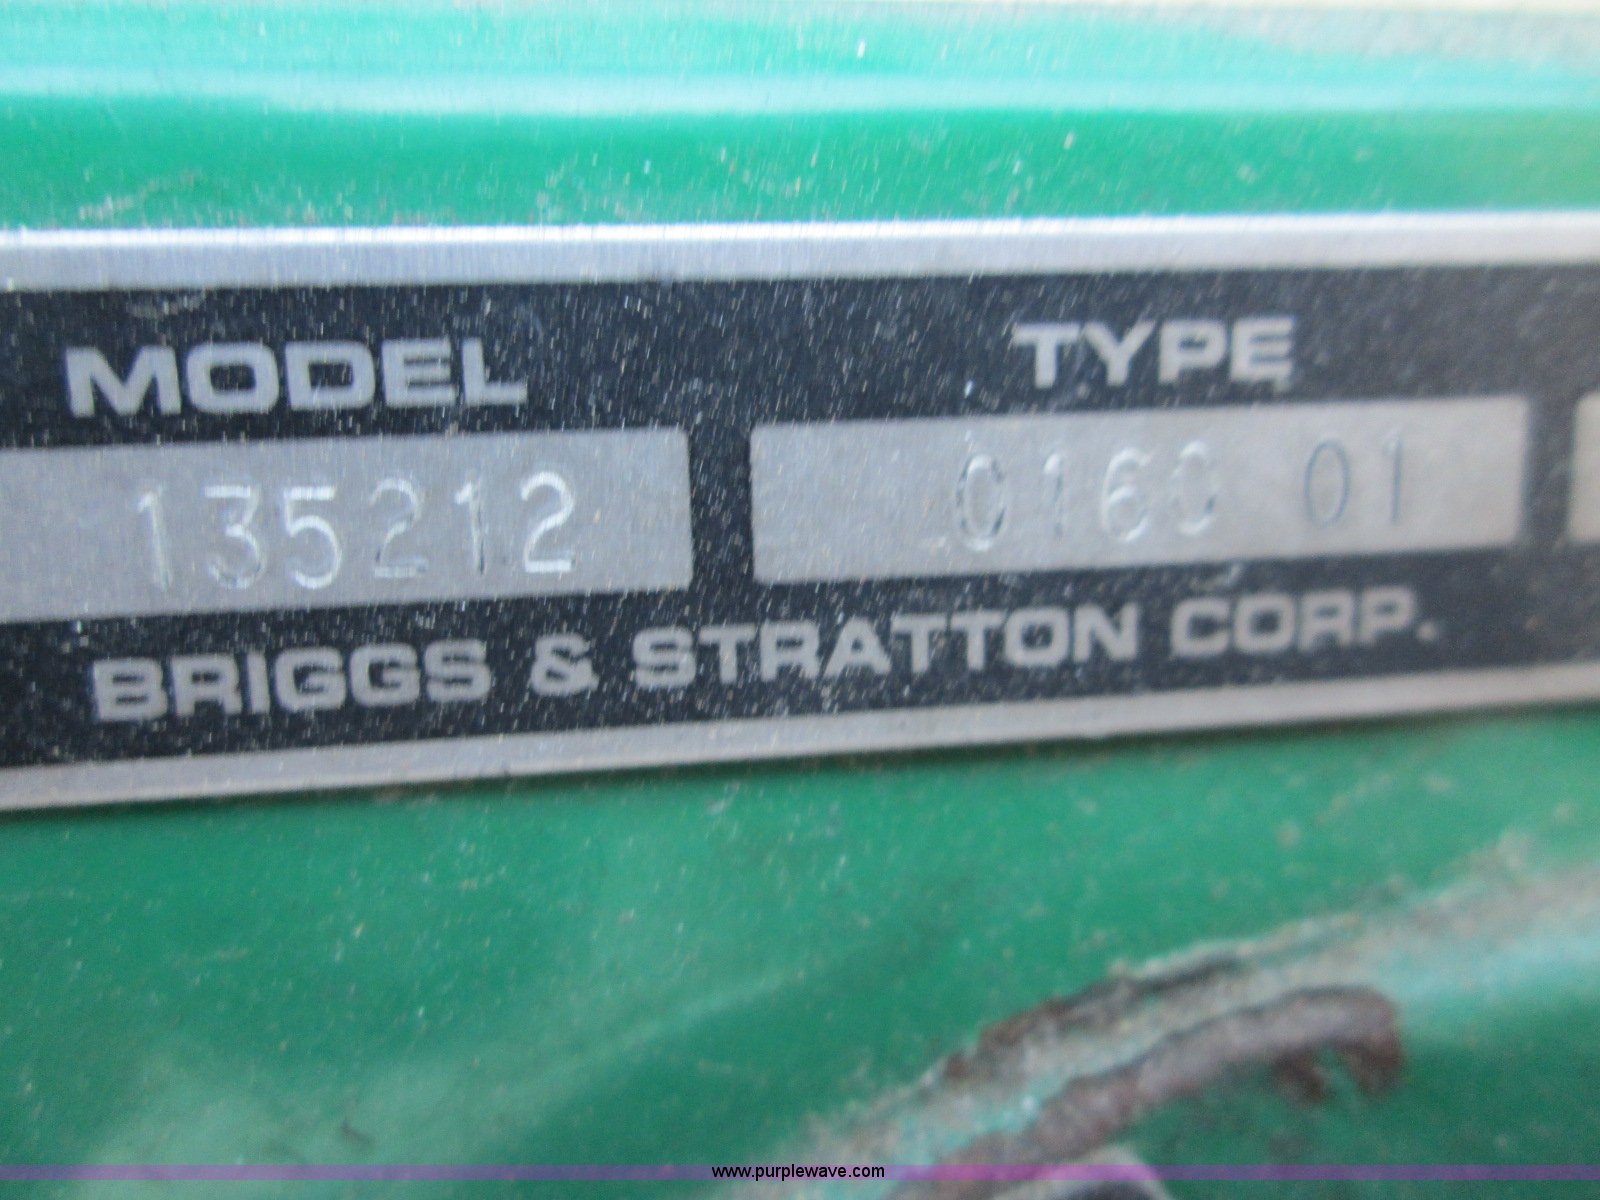 MODEL TYPE
135212 0160 01
BRIGGS & STRATTON CORP.
www.purplewave.com